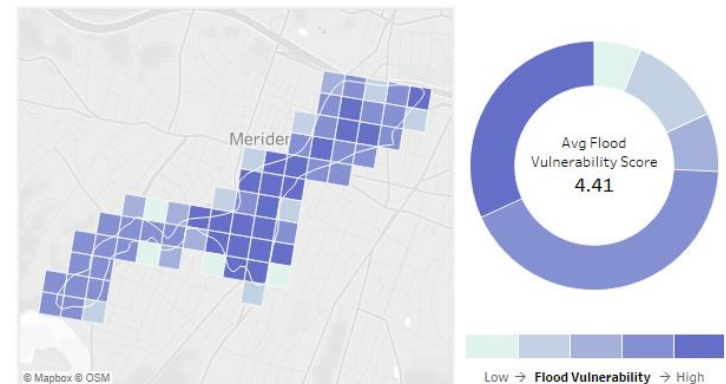 Meriden
© Mapbox © OSM
Avg Flood
Vulnerability Score
4.41
Low → Flood Vulnerability → High